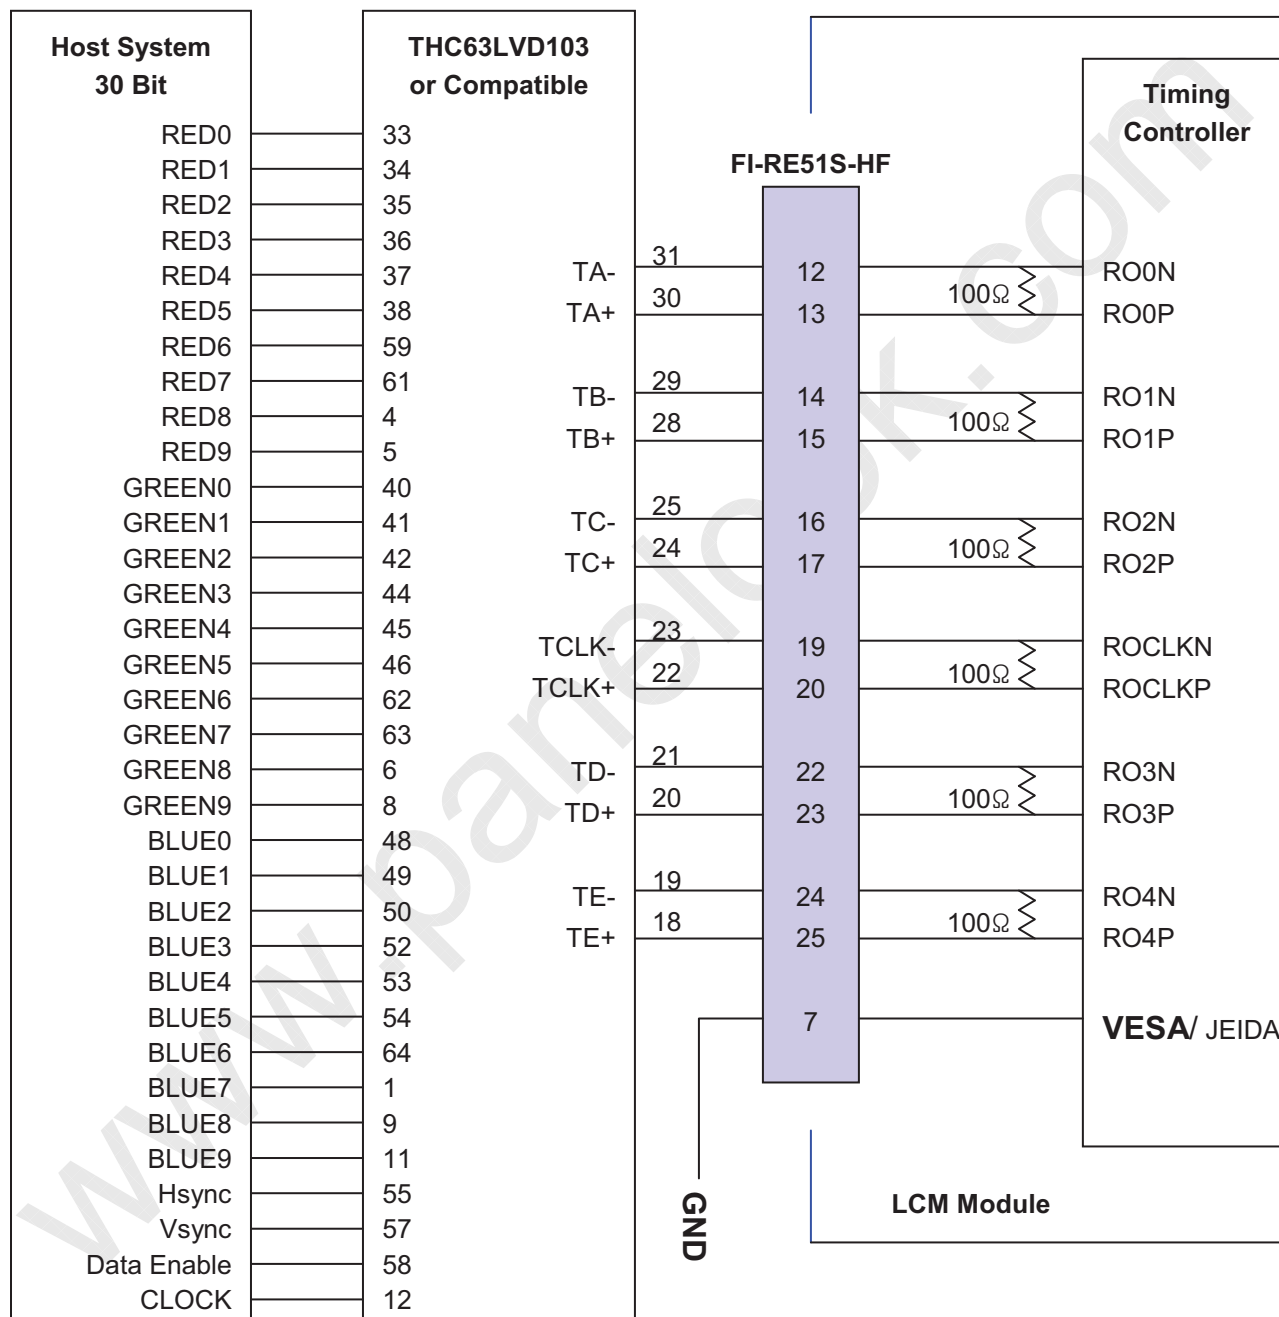 Host System
30 Bit
THC63LVD103
or Compatible
Timing
Controller
FI-RE51S-HF
RED0 33
RED1 34
RED2 35
RED3 36
RED4 37
RED5 38
RED6 59
RED7 61
RED8 4
RED9 5
GREEN0 40
GREEN1 41
GREEN2 42
GREEN3 44
GREEN4 45
GREEN5 46
GREEN6 62
GREEN7 63
GREEN8 6
GREEN9 8
BLUE0 48
BLUE1 49
BLUE2 50
BLUE3 52
BLUE4 53
BLUE5 54
BLUE6 64
BLUE7 1
BLUE8 9
BLUE9 11
Hsync 55
Vsync 57
Data Enable 58
CLOCK 12
TA- 31 12 RO0N
100Ω
TA+ 30 13 RO0P
TB- 29 14 RO1N
100Ω
TB+ 28 15 RO1P
TC- 25 16 RO2N
100Ω
TC+ 24 17 RO2P
TCLK- 23 19 ROCLKN
100Ω
TCLK+ 22 20 ROCLKP
TD- 21 22 RO3N
100Ω
TD+ 20 23 RO3P
TE- 19 24 RO4N
100Ω
TE+ 18 25 RO4P
7 VESA/ JEIDA
GND
LCM Module
www.panelook.com